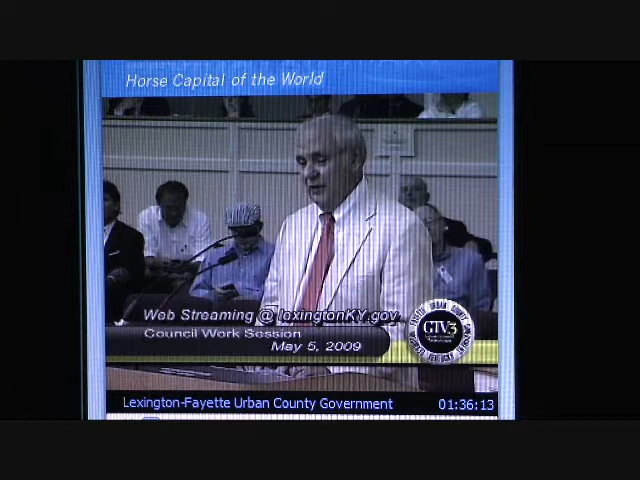 Horse Capital of the World
Web Streaming @ lexingtonKY.gov
Council Work Session
May 5, 2009
GTV3
Lexington-Fayette Urban County Government
01:36:13